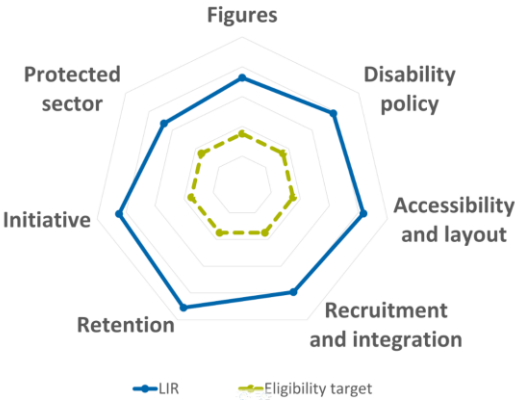 Figures
Protected
sector
Disability
policy
Initiative
Accessibility
and layout
Retention
Recruitment
and integration
LIR
Eligibility target